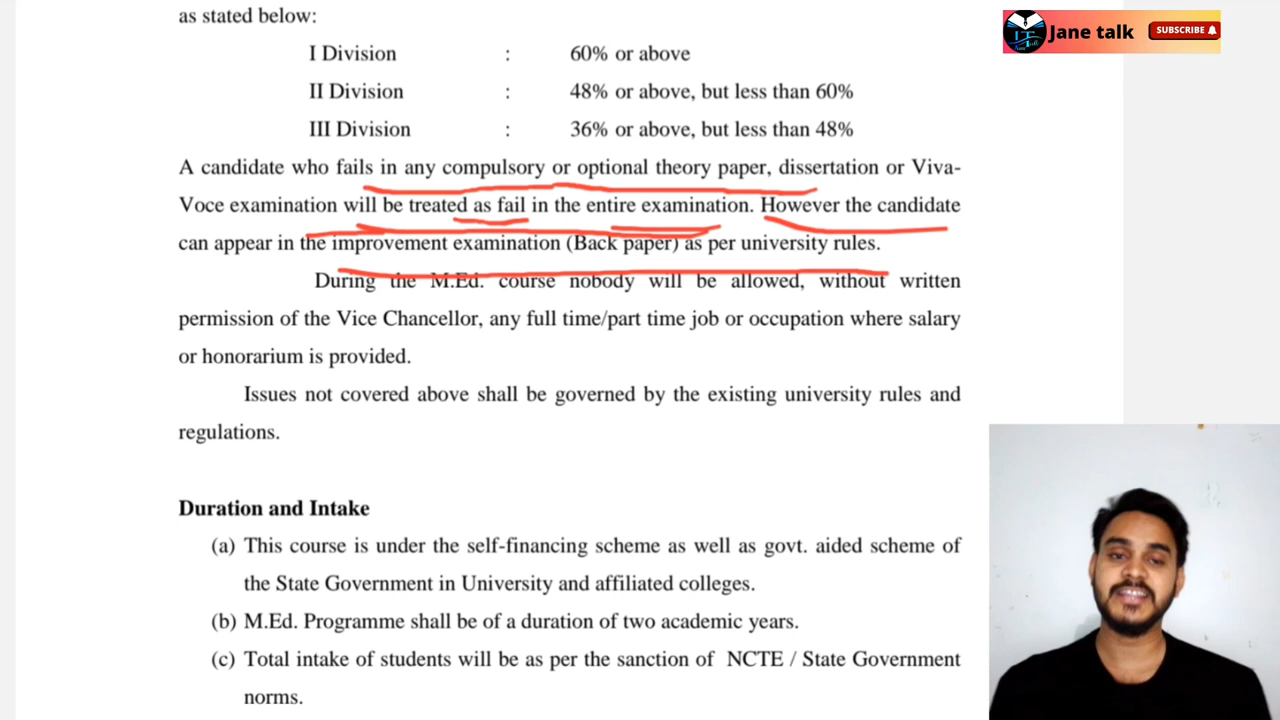 as stated below:
I Division : 60% or above
II Division : 48% or above, but less than 60%
III Division : 36% or above, but less than 48%
A candidate who fails in any compulsory or optional theory paper, dissertation or Viva-
Voce examination will be treated as fail in the entire examination. However the candidate
can appear in the improvement examination (Back paper) as per university rules.
During the M.Ed. course nobody will be allowed, without written
permission of the Vice Chancellor, any full time/part time job or occupation where salary
or honorarium is provided.
Issues not covered above shall be governed by the existing university rules and
regulations.
Duration and Intake
(a) This course is under the self-financing scheme as well as govt. aided scheme of
the State Government in University and affiliated colleges.
(b) M.Ed. Programme shall be of a duration of two academic years.
(c) Total intake of students will be as per the sanction of NCTE / State Government
norms.
Jane talk
SUBSCRIBE